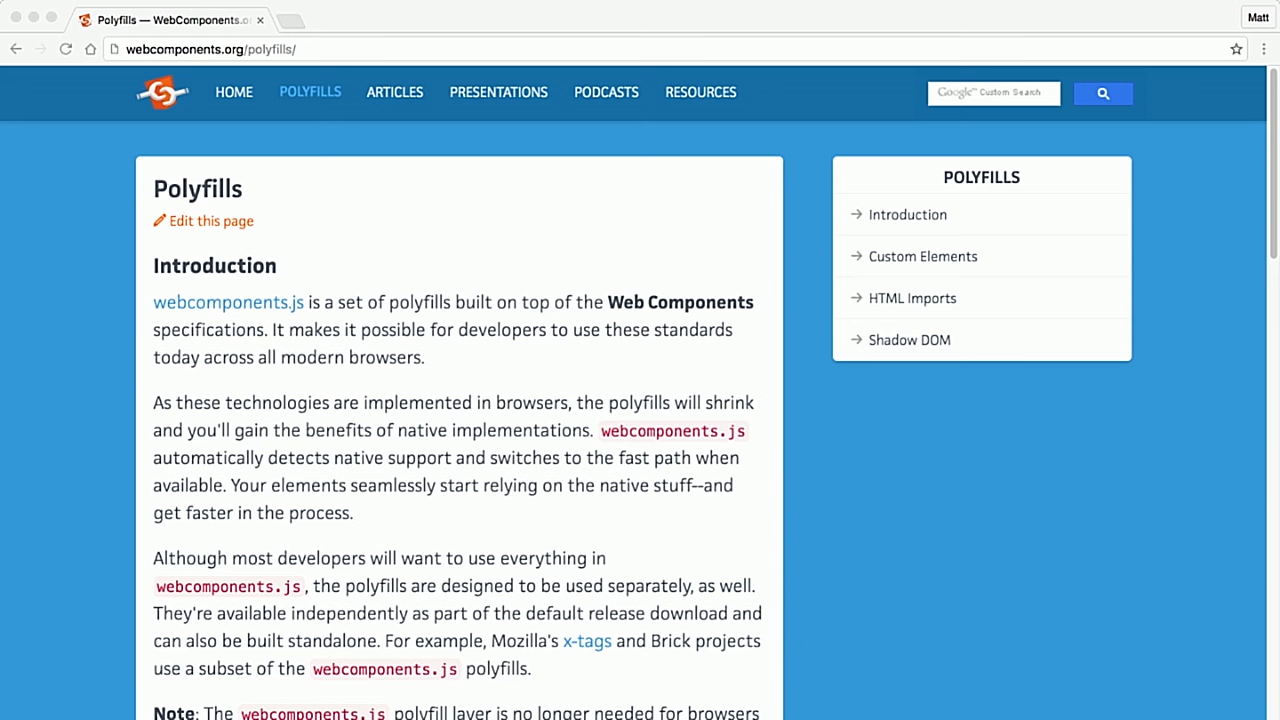 Polyfills — WebComponents.o
Matt
webcomponents.org/polyfills/
HOME
POLYFILLS
ARTICLES
PRESENTATIONS
PODCASTS
RESOURCES
Google™ Custom Search
Polyfills
Edit this page
Introduction
webcomponents.js is a set of polyfills built on top of the Web Components
specifications. It makes it possible for developers to use these standards
today across all modern browsers.
As these technologies are implemented in browsers, the polyfills will shrink
and you'll gain the benefits of native implementations. webcomponents.js
automatically detects native support and switches to the fast path when
available. Your elements seamlessly start relying on the native stuff--and
get faster in the process.
Although most developers will want to use everything in
webcomponents.js, the polyfills are designed to be used separately, as well.
They're available independently as part of the default release download and
can also be built standalone. For example, Mozilla's x-tags and Brick projects
use a subset of the webcomponents.js polyfills.
Note: The webcomponents.js polyfill layer is no longer needed for browsers
POLYFILLS
Introduction
Custom Elements
HTML Imports
Shadow DOM